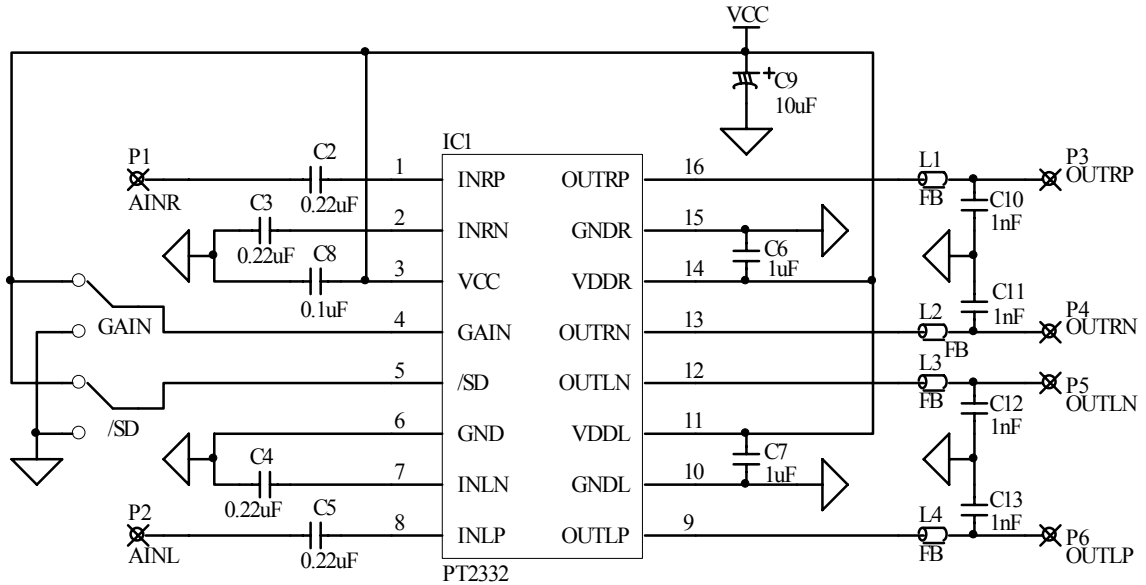 VCC
C9
10uF
IC1
P1
AINR
C2
0.22uF
1
INRP
OUTRP
16
L1
FB
P3
OUTRP
C3
0.22uF
2
INRN
GNDR
15
C10
1nF
C8
0.1uF
3
VCC
VDDR
14
C6
1uF
C11
1nF
GAIN
4
GAIN
OUTRN
13
L2
FB
P4
OUTRN
5
/SD
OUTLN
12
L3
FB
P5
OUTLN
/SD
6
GND
VDDL
11
C12
1nF
C4
0.22uF
7
INLN
GNDL
10
C7
1uF
C13
1nF
P2
AINL
C5
0.22uF
8
INLP
OUTLP
9
L4
FB
P6
OUTLP
PT2332